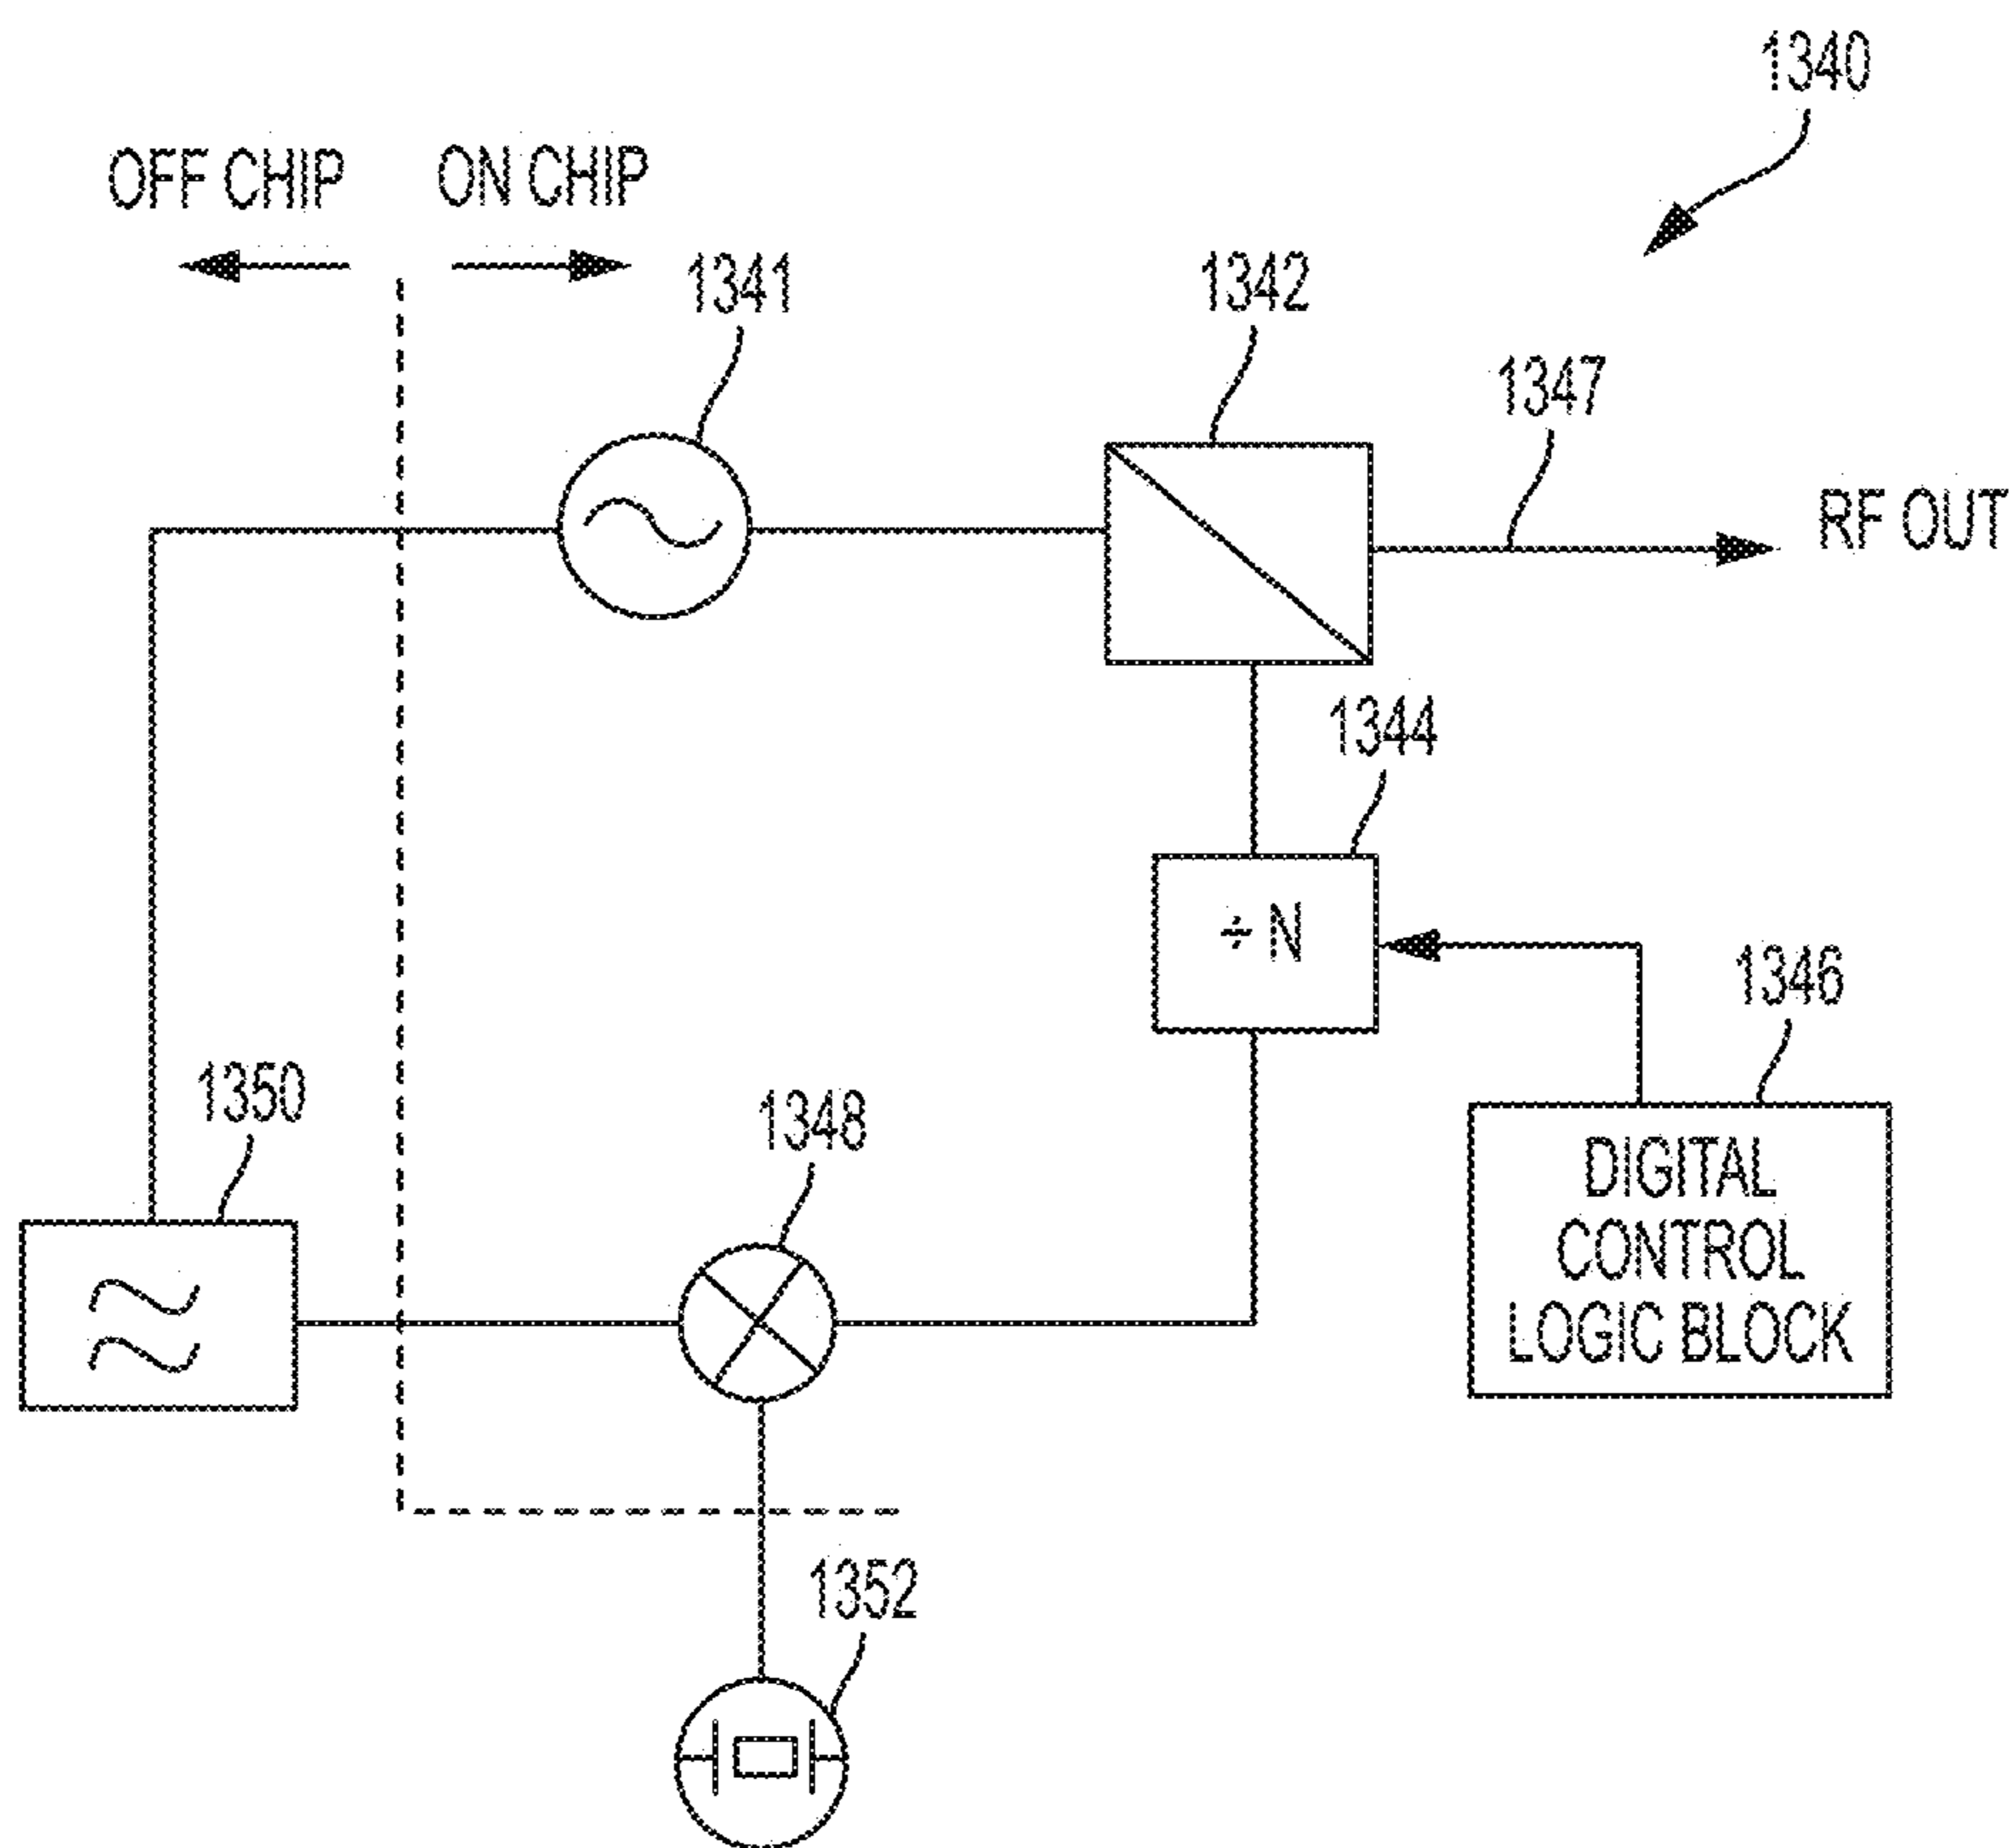 1340
OFF CHIP ON CHIP
1341
1342
1347
RF OUT
1344
÷ N
1346
1350
1348
DIGITAL
CONTROL
LOGIC BLOCK
1352